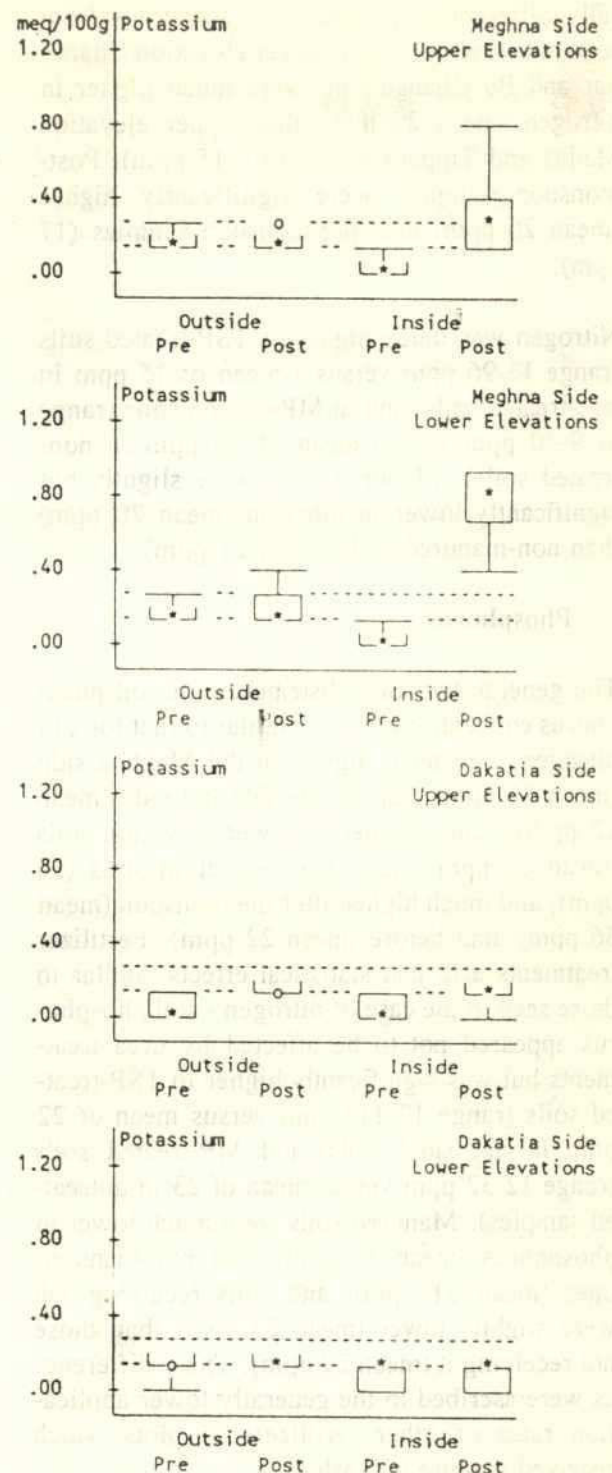 meq/100g Potassium Meghna Side
1.20 Upper Elevations
.80
.40
.00
Outside Inside
Pre Post Pre Post
Potassium Meghna Side
1.20 Lower Elevations
.80
.40
.00
Outside Inside
Pre Post Pre Post
Potassium Dakatia Side
1.20 Upper Elevations
.80
.40
.00
Outside Inside
Pre Post Pre Post
Potassium Dakatia Side
1.20 Lower Elevations
.80
.40
.00
Outside Inside
Pre Post Pre Post